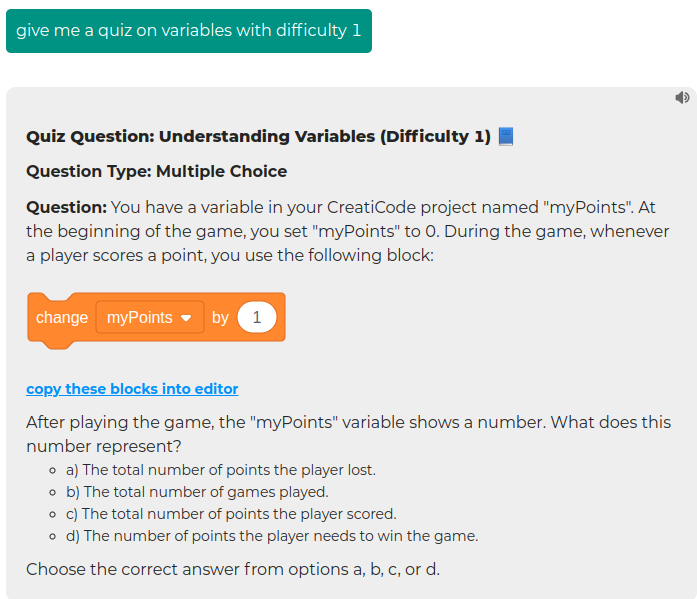 give me a quiz on variables with difficulty 1
Quiz Question: Understanding Variables (Difficulty 1) 📘
Question Type: Multiple Choice
Question: You have a variable in your CreatiCode project named "myPoints". At
the beginning of the game, you set "myPoints" to 0. During the game, whenever
a player scores a point, you use the following block:
change myPoints by 1
copy these blocks into editor
After playing the game, the "myPoints" variable shows a number. What does this
number represent?
a) The total number of points the player lost.
b) The total number of games played.
c) The total number of points the player scored.
d) The number of points the player needs to win the game.
Choose the correct answer from options a, b, c, or d.